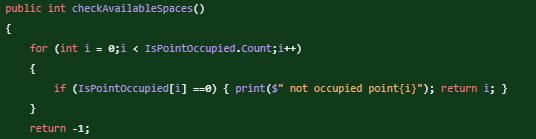 public int checkAvailableSpaces()
{
for (int i = 0;i < IsPointOccupied.Count;i++)
{
if (IsPointOccupied[i] ==0) { print($" not occupied point{i}"); return i; }
}
return -1;